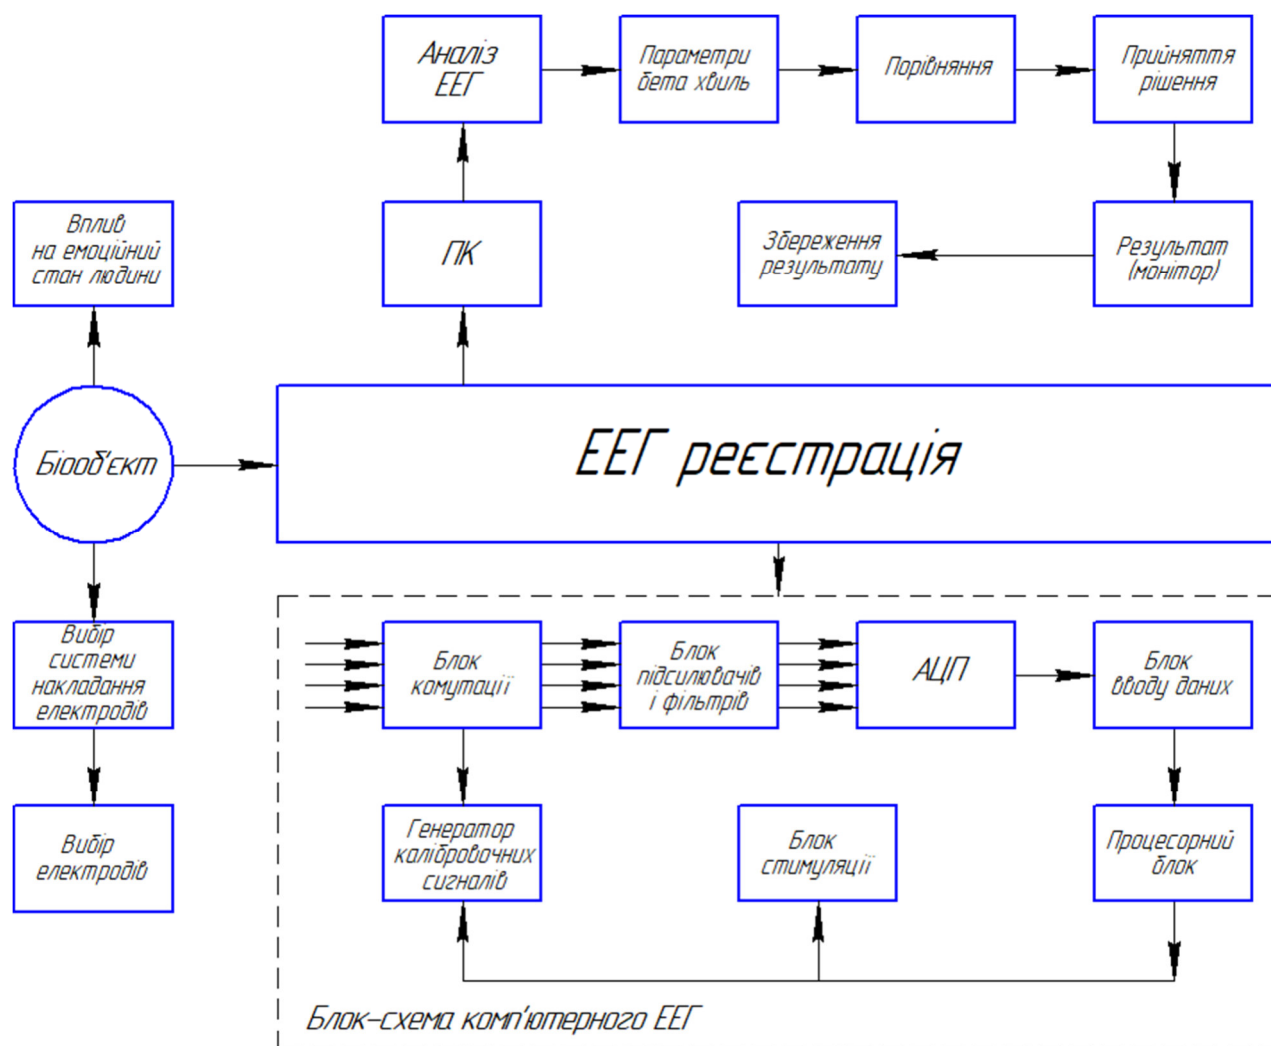 Аналіз
ЕЕГ
Параметри
бета хвиль
Порівняння
Прийняття
рішення
Вплив
на емоційний
стан людини
ПК
Збереження
результату
Результат
(монітор)
Біооб'єкт
ЕЕГ реєстрація
Вибір
системи
накладання
електродів
Блок
комутації
Блок
підсилювачів
і фільтрів
АЦП
Блок
вводу даних
Вибір
електродів
Генератор
калібровочних
сигналів
Блок
стимуляції
Процесорний
блок
Блок-схема комп'ютерного ЕЕГ